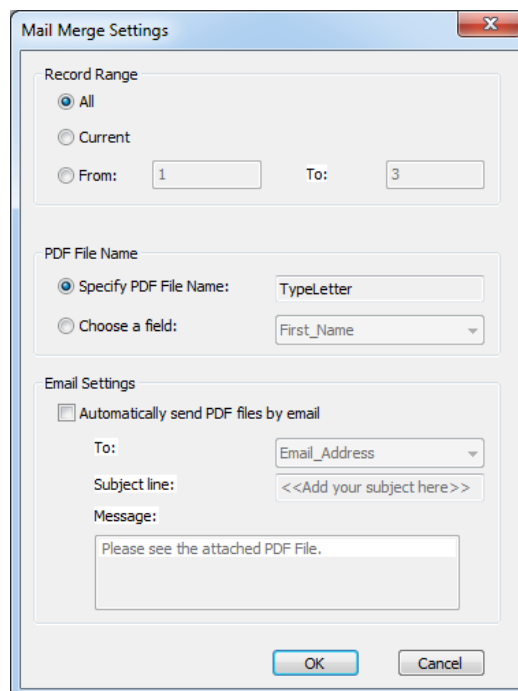 Mail Merge Settings
Record Range
All
Current
From: 1 To: 3
PDF File Name
Specify PDF File Name: TypeLetter
Choose a field: First_Name
Email Settings
Automatically send PDF files by email
To: Email_Address
Subject line: <<Add your subject here>>
Message:
Please see the attached PDF File.
OK Cancel